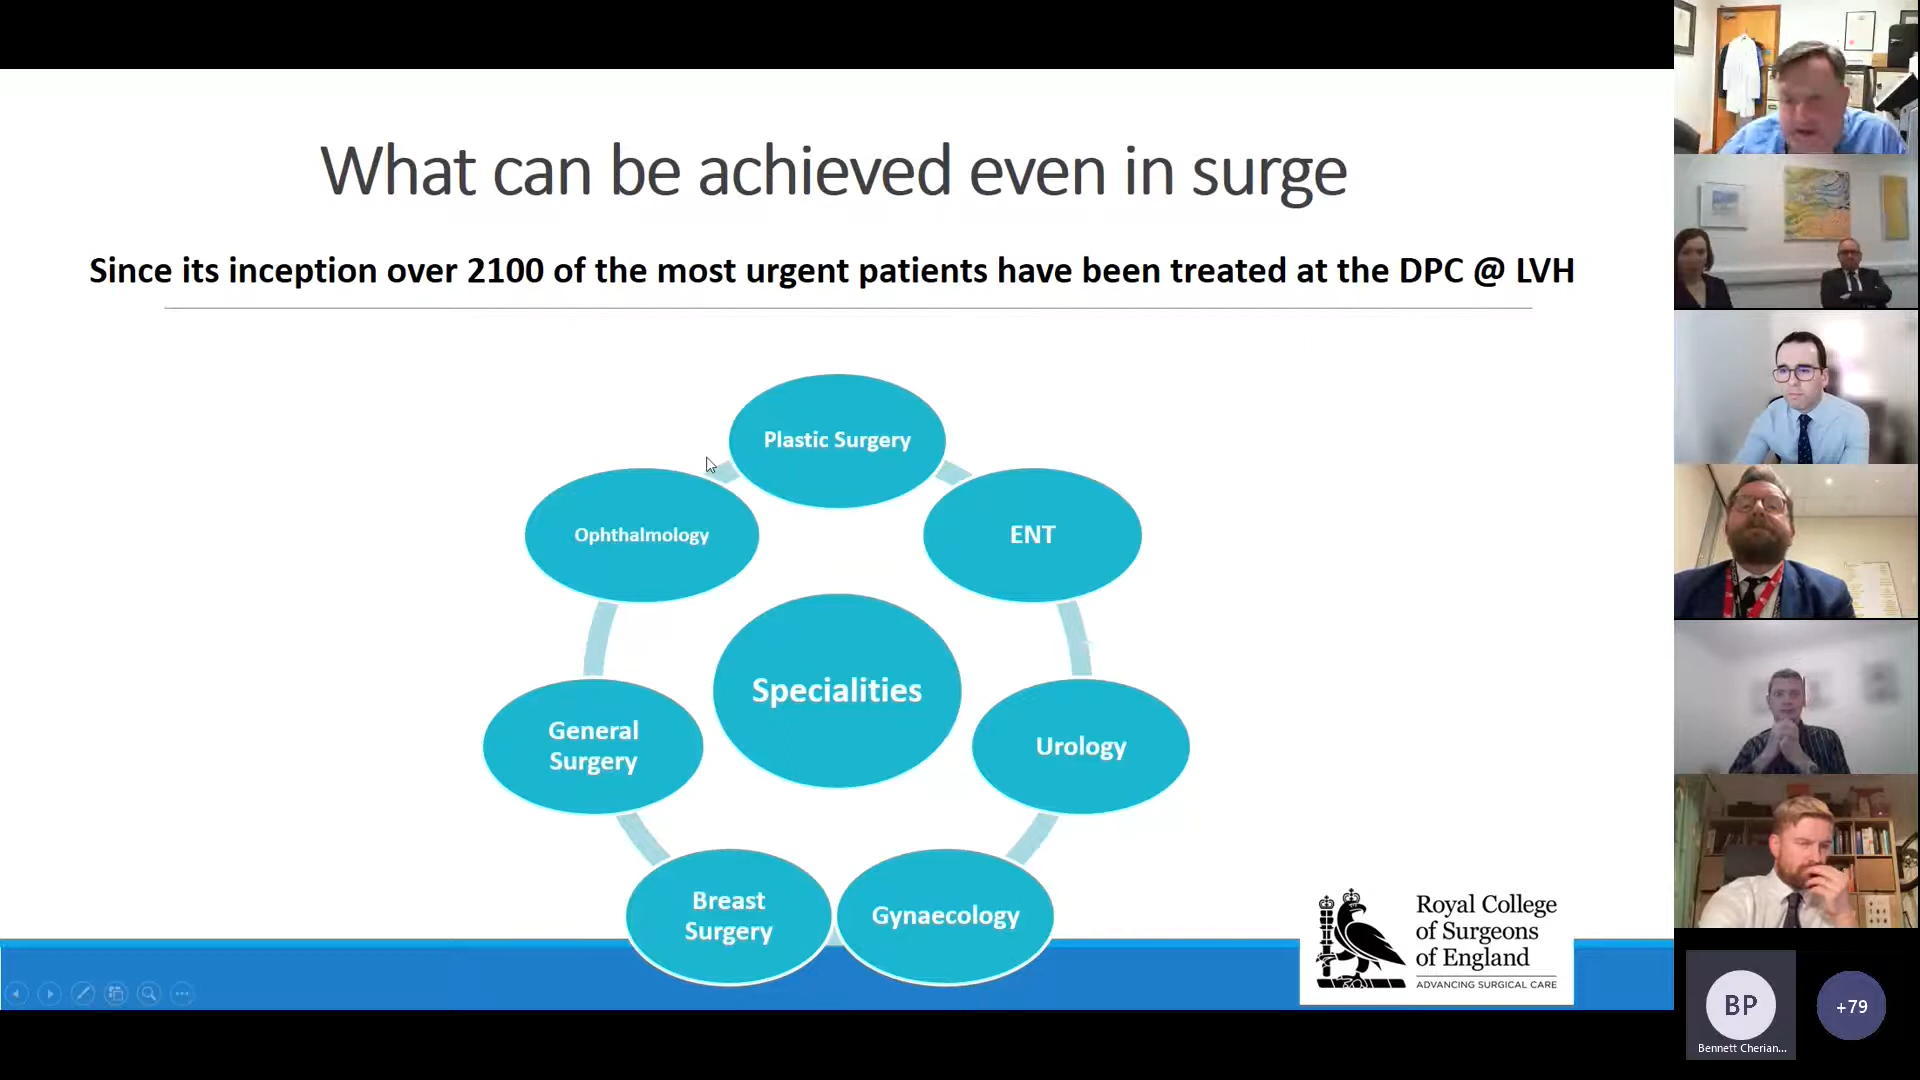 What can be achieved even in surge
Since its inception over 2100 of the most urgent patients have been treated at the DPC @ LVH
Plastic Surgery
Ophthalmology
ENT
Specialities
General
Surgery
Urology
Breast
Surgery
Gynaecology
Royal College
of Surgeons
of England
ADVANCING SURGICAL CARE
BP
Bennett Cherian...
+79